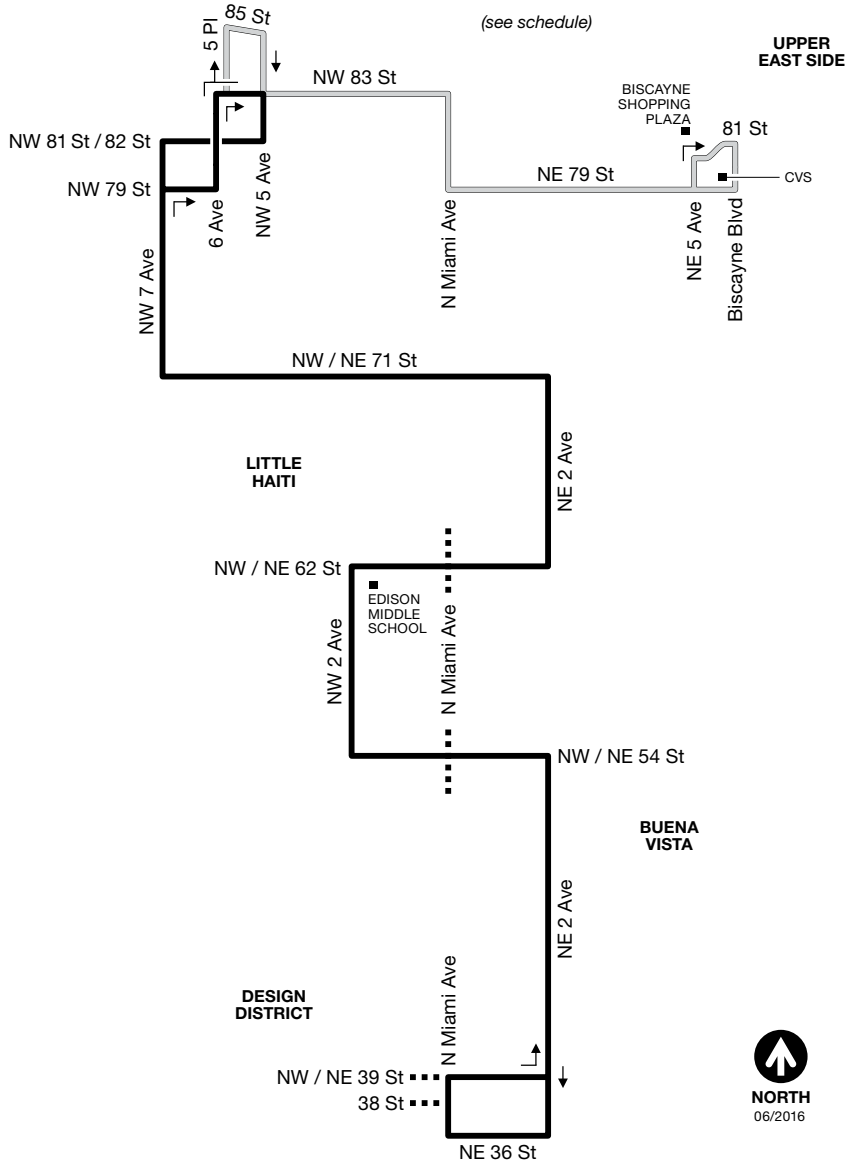 85 St
(see schedule)
5 Pl
UPPER
EAST SIDE
NW 83 St
BISCAYNE
SHOPPING
PLAZA
81 St
NW 81 St / 82 St
NE 79 St
CVS
NW 79 St
6 Ave
NW 5 Ave
N Miami Ave
NE 5 Ave
Biscayne Blvd
NW 7 Ave
NW / NE 71 St
LITTLE
HAITI
NE 2 Ave
NW / NE 62 St
EDISON
MIDDLE
SCHOOL
NW 2 Ave
N Miami Ave
NW / NE 54 St
BUENA
VISTA
NE 2 Ave
DESIGN
DISTRICT
N Miami Ave
NW / NE 39 St
38 St
NE 36 St
NORTH
06/2016